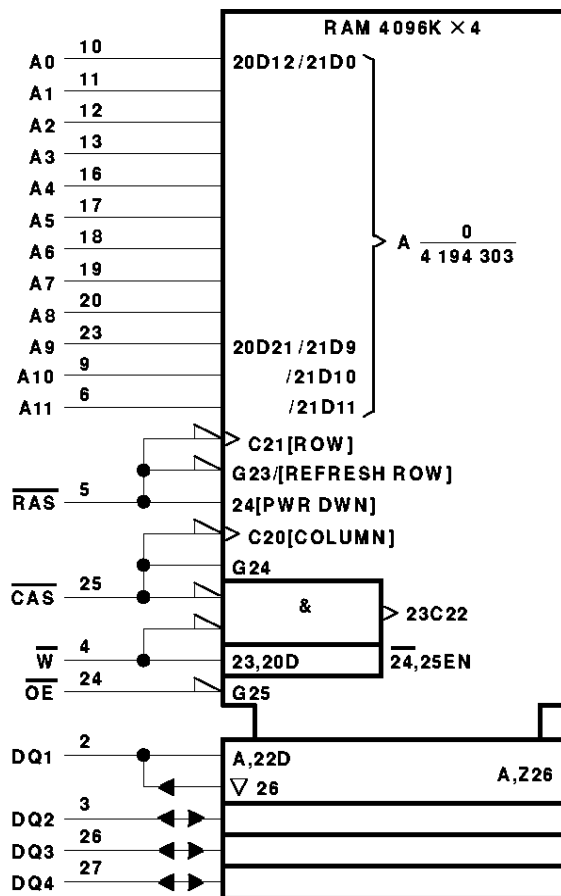 RAM 4096K × 4
A0 10 20D12/21D0
A1 11
A2 12
A3 13
A4 16
A5 17
A6 18
A7 19
A8 20
A9 23 20D21/21D9
A10 9 /21D10
A11 6 /21D11
A 0
4 194 303
C21[ROW]
G23/[REFRESH ROW]
RAS 5 24[PWR DWN]
C20[COLUMN]
G24
CAS 25
&
23C22
W 4 23,20D 24,25EN
OE 24 G25
DQ1 2 A,22D
26 A,Z26
DQ2 3
DQ3 26
DQ4 27